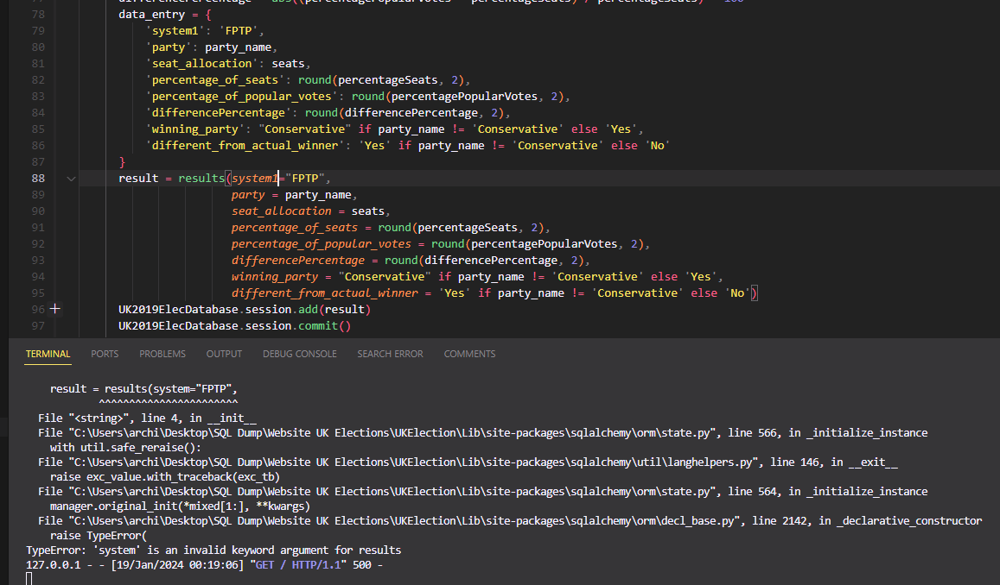 78 data_entry = {
79 'system1': 'FPTP',
80 'party': party_name,
81 'seat_allocation': seats,
82 'percentage_of_seats': round(percentageSeats, 2),
83 'percentage_of_popular_votes': round(percentagePopularVotes, 2),
84 'differencePercentage': round(differencePercentage, 2),
85 'winning_party': "Conservative" if party_name != 'Conservative' else 'Yes',
86 'different_from_actual_winner': 'Yes' if party_name != 'Conservative' else 'No'
87 }
88 result = results(system1="FPTP",
89 party = party_name,
90 seat_allocation = seats,
91 percentage_of_seats = round(percentageSeats, 2),
92 percentage_of_popular_votes = round(percentagePopularVotes, 2),
93 differencePercentage = round(differencePercentage, 2),
94 winning_party = "Conservative" if party_name != 'Conservative' else 'Yes',
95 different_from_actual_winner = 'Yes' if party_name != 'Conservative' else 'No')
96 UK2019ElecDatabase.session.add(result)
97 UK2019ElecDatabase.session.commit()
TERMINAL PORTS PROBLEMS OUTPUT DEBUG CONSOLE SEARCH ERROR COMMENTS
result = results(system="FPTP",
^^^^^^^^^^^^^^^^^^^^^^^
File "<string>", line 4, in __init__
File "C:\Users\archi\Desktop\SQL Dump\Website UK Elections\UKElection\Lib\site-packages\sqlalchemy\orm\state.py", line 566, in _initialize_instance
with util.safe_reraise():
File "C:\Users\archi\Desktop\SQL Dump\Website UK Elections\UKElection\Lib\site-packages\sqlalchemy\util\langhelpers.py", line 146, in __exit__
raise exc_value.with_traceback(exc_tb)
File "C:\Users\archi\Desktop\SQL Dump\Website UK Elections\UKElection\Lib\site-packages\sqlalchemy\orm\state.py", line 564, in _initialize_instance
manager.original_init(*mixed[1:], **kwargs)
File "C:\Users\archi\Desktop\SQL Dump\Website UK Elections\UKElection\Lib\site-packages\sqlalchemy\orm\decl_base.py", line 2142, in _declarative_constructor
raise TypeError(
TypeError: 'system' is an invalid keyword argument for results
127.0.0.1 - - [19/Jan/2024 00:19:06] "GET / HTTP/1.1" 500 -